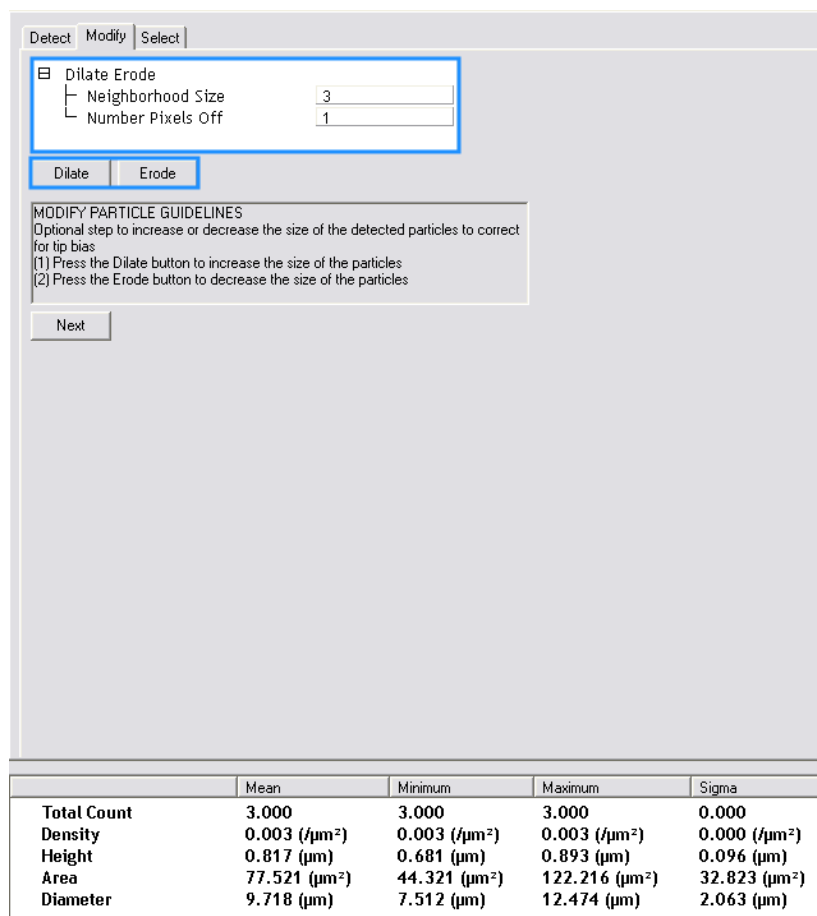 Detect Modify Select
Dilate Erode
Neighborhood Size 3
Number Pixels Off 1
Dilate Erode
MODIFY PARTICLE GUIDELINES
Optional step to increase or decrease the size of the detected particles to correct
for tip bias
(1) Press the Dilate button to increase the size of the particles
(2) Press the Erode button to decrease the size of the particles
Next
Mean Minimum Maximum Sigma
Total Count 3.000 3.000 3.000 0.000
Density 0.003 (/µm²) 0.003 (/µm²) 0.003 (/µm²) 0.000 (/µm²)
Height 0.817 (µm) 0.681 (µm) 0.893 (µm) 0.096 (µm)
Area 77.521 (µm²) 44.321 (µm²) 122.216 (µm²) 32.823 (µm²)
Diameter 9.718 (µm) 7.512 (µm) 12.474 (µm) 2.063 (µm)